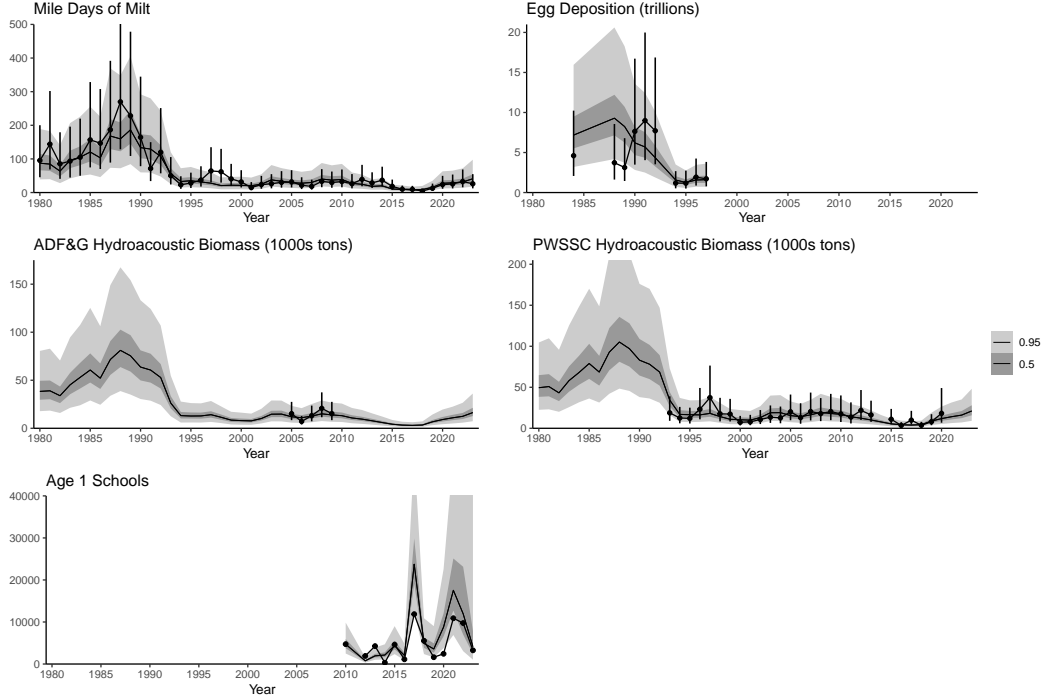 Mile Days of Milt
500
400
300
200
100
0
1980 1985 1990 1995 2000 2005 2010 2015 2020
Year
Egg Deposition (trillions)
20
15
10
5
0
1980 1985 1990 1995 2000 2005 2010 2015 2020
Year
ADF&G Hydroacoustic Biomass (1000s tons)
150
100
50
0
1980 1985 1990 1995 2000 2005 2010 2015 2020
Year
PWSSC Hydroacoustic Biomass (1000s tons)
200
150
100
50
0
1980 1985 1990 1995 2000 2005 2010 2015 2020
Year
0.95
0.5
Age 1 Schools
40000
30000
20000
10000
0
1980 1985 1990 1995 2000 2005 2010 2015 2020
Year